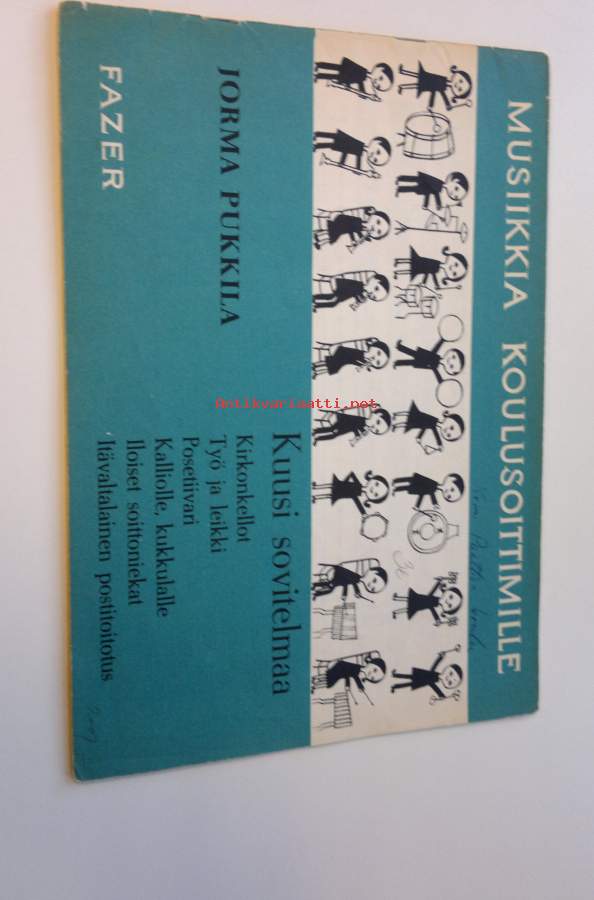 MUSIIKKIA KOULUSOITTIMILLE
JORMA PUKKILA
Kuusi sovitelmaa
Kirkonkellot
Työ ja leikki
Posetiivari
Kalliolle, kukkulalle
Iloiset soittoniekat
Itävaltalainen postitoitotus
FAZER
Antikvariaatti.net